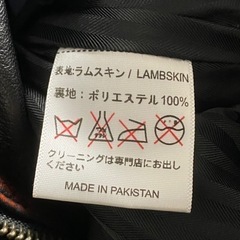 表地:ラムスキン/LAMBSKIN
裏地:ポリエステル100%
クリーニングは専門店にお出し
ください
MADE IN PAKISTAN